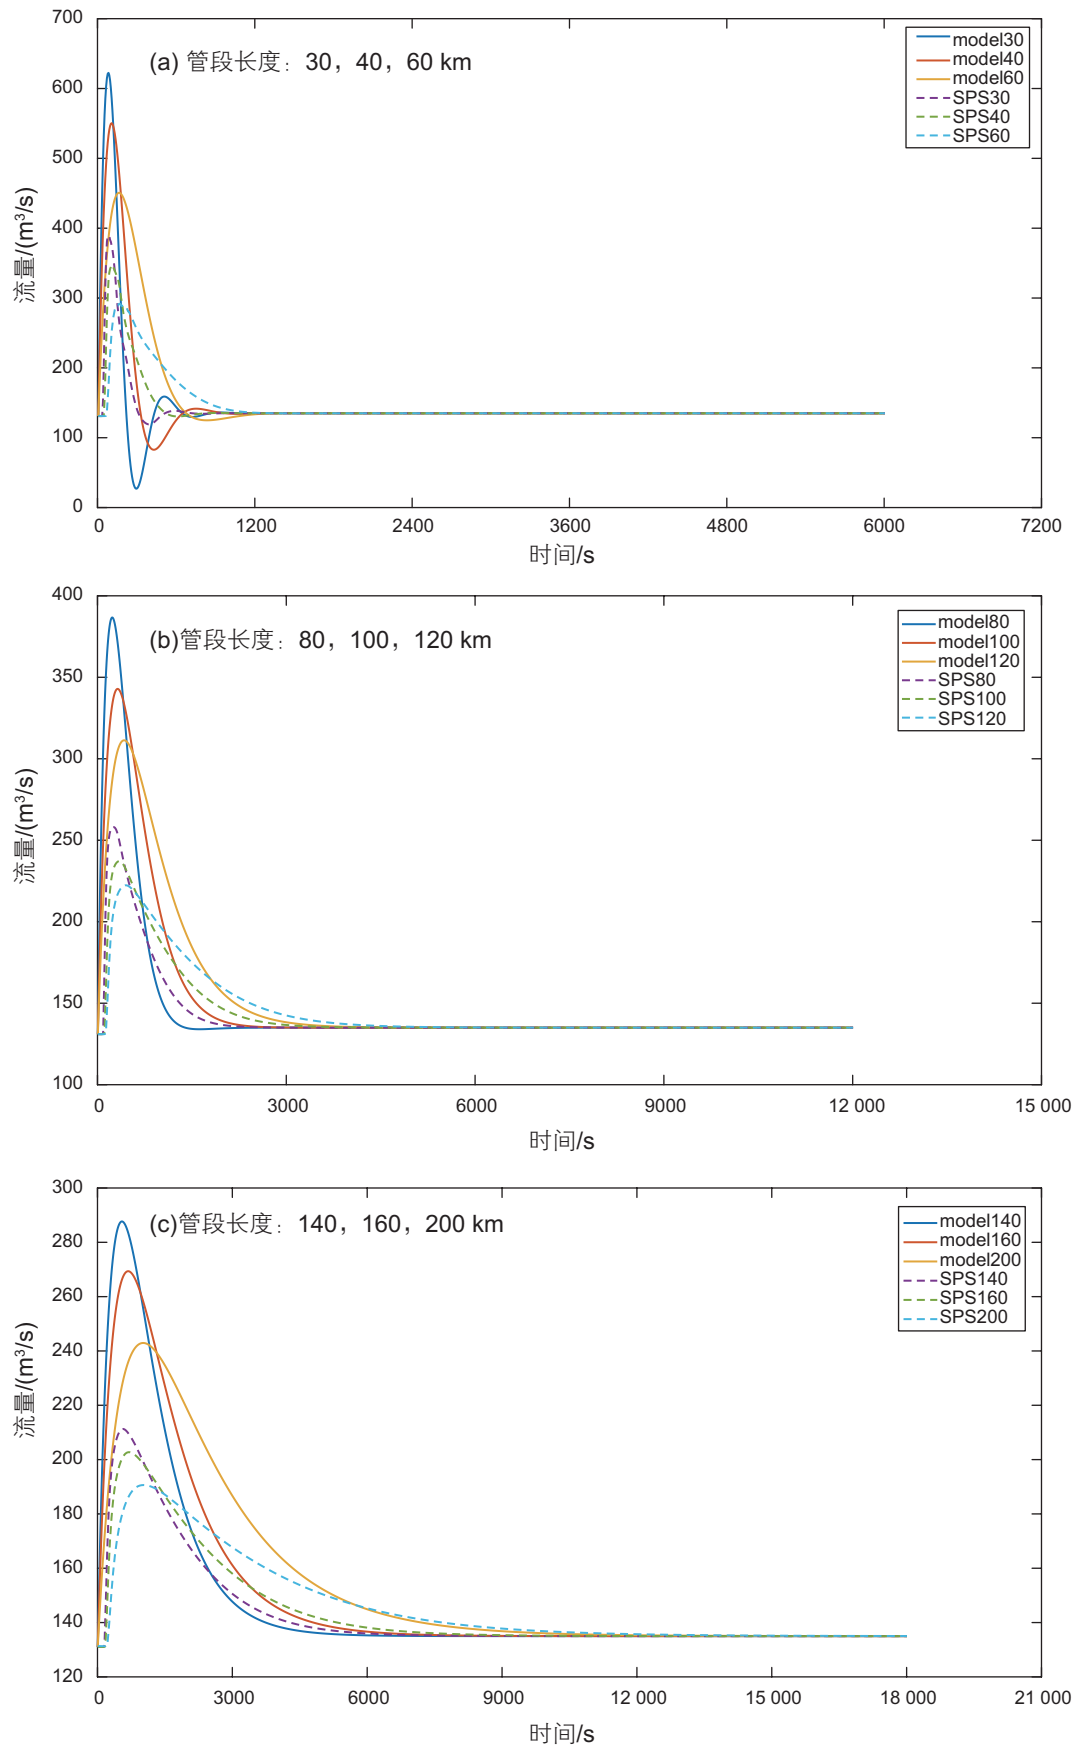 700
600
500
400
300
200
100
0
流量/(m³/s)
(a) 管段长度：30，40，60 km
model30
model40
model60
SPS30
SPS40
SPS60
0 1200 2400 3600 4800 6000 7200
时间/s
400
350
300
250
200
150
100
流量/(m³/s)
(b)管段长度：80，100，120 km
model80
model100
model120
SPS80
SPS100
SPS120
0 3000 6000 9000 12 000 15 000
时间/s
300
280
260
240
220
200
180
160
140
120
流量/(m³/s)
(c)管段长度：140，160，200 km
model140
model160
model200
SPS140
SPS160
SPS200
0 3000 6000 9000 12 000 15 000 18 000 21 000
时间/s